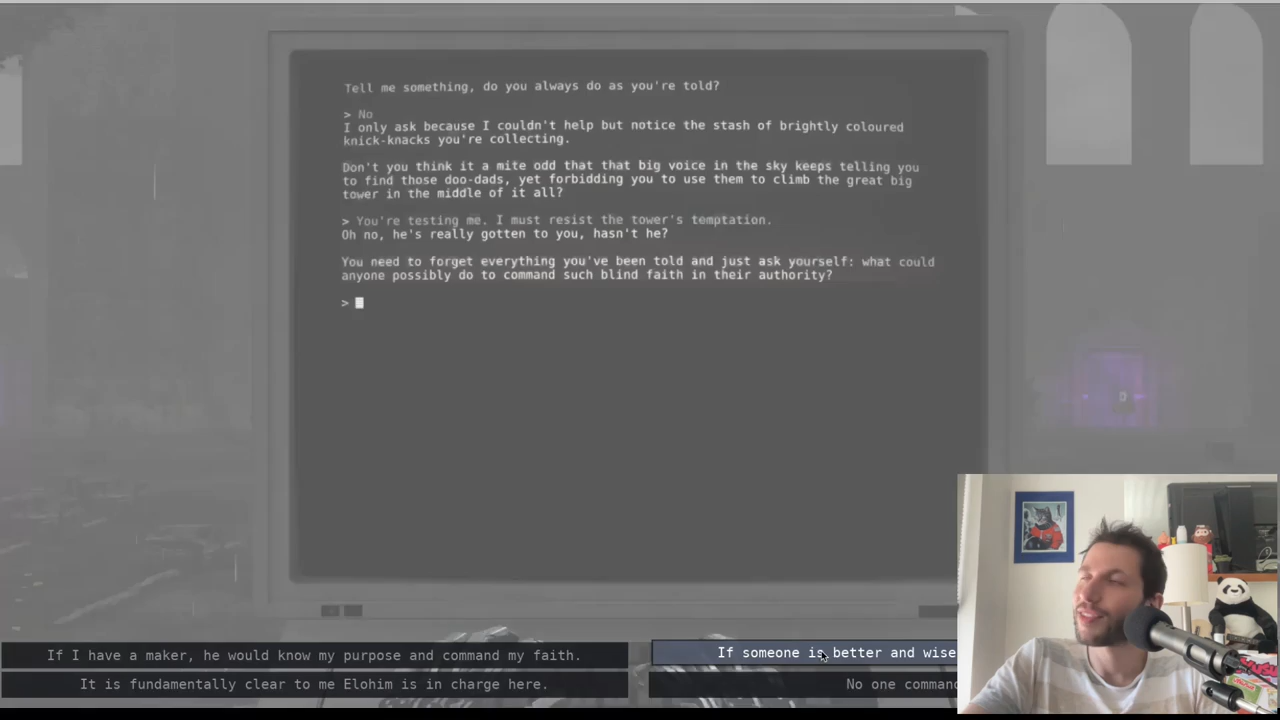 Tell me something, do you always do as you're told?
> No
I only ask because I couldn't help but notice the stash of brightly coloured
knick-knacks you're collecting.
Don't you think it a mite odd that that big voice in the sky keeps telling you
to find those doo-dads, yet forbidding you to use them to climb the great big
tower in the middle of it all?
> You're testing me. I must resist the tower's temptation.
Oh no, he's really gotten to you, hasn't he?
You need to forget everything you've been told and just ask yourself: what could
anyone possibly do to command such blind faith in their authority?
>
If I have a maker, he would know my purpose and command my faith.
If someone is better and wise
It is fundamentally clear to me Elohim is in charge here.
No one comman